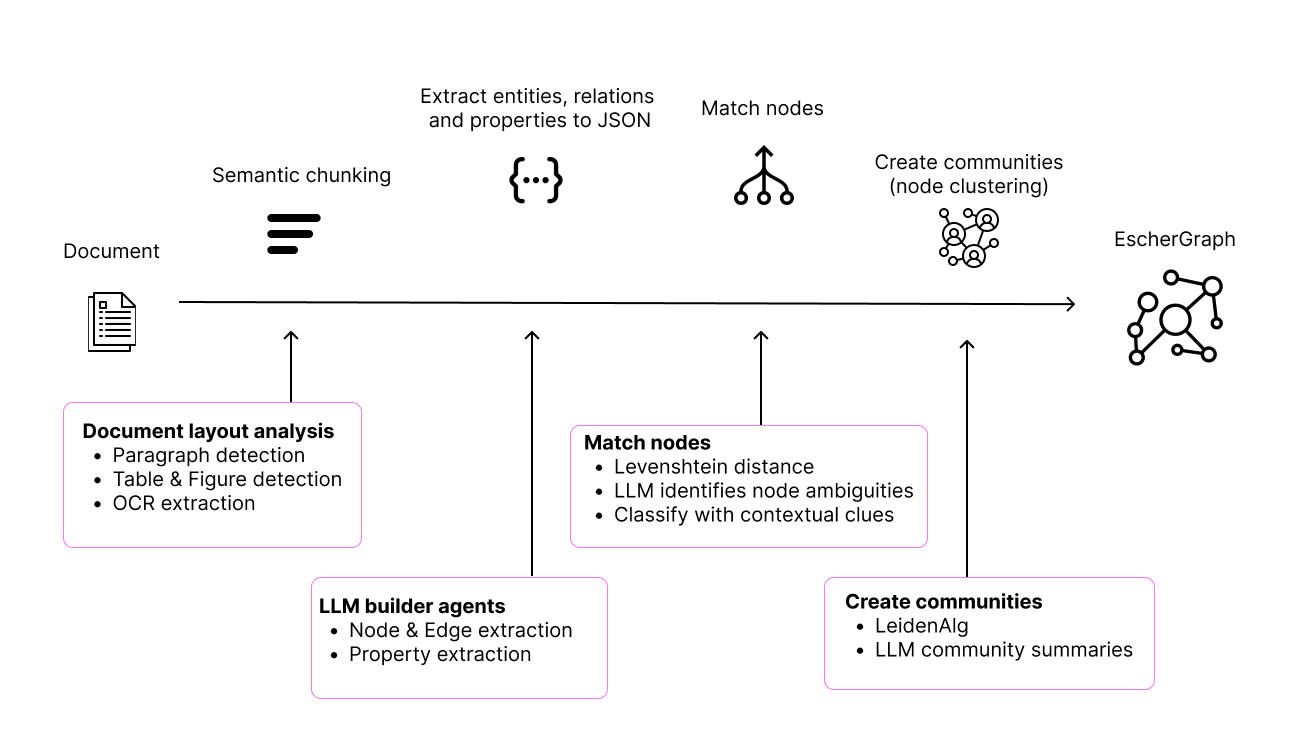 Extract entities, relations
and properties to JSON
Match nodes
Create communities
(node clustering)
Semantic chunking
EscherGraph
Document
{...}
Document layout analysis
• Paragraph detection
• Table & Figure detection
• OCR extraction
Match nodes
• Levenshtein distance
• LLM identifies node ambiguities
• Classify with contextual clues
LLM builder agents
• Node & Edge extraction
• Property extraction
Create communities
• LeidenAlg
• LLM community summaries